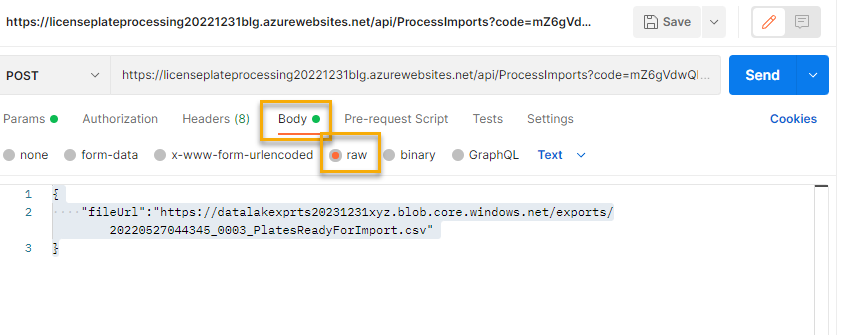 https://licenseplateprocessing20221231blg.azurewebsites.net/api/ProcessImports?code=mZ6gVd...
Save
POST
https://licenseplateprocessing20221231blg.azurewebsites.net/api/ProcessImports?code=mZ6gVdwQ...
Send
Params
Authorization
Headers (8)
Body
Pre-request Script
Tests
Settings
Cookies
none
form-data
x-www-form-urlencoded
raw
binary
GraphQL
Text
1 {
2 "fileUrl":"https://datalakexprts20231231xyz.blob.core.windows.net/exports/
20220527044345_0003_PlatesReadyForImport.csv"
3 }